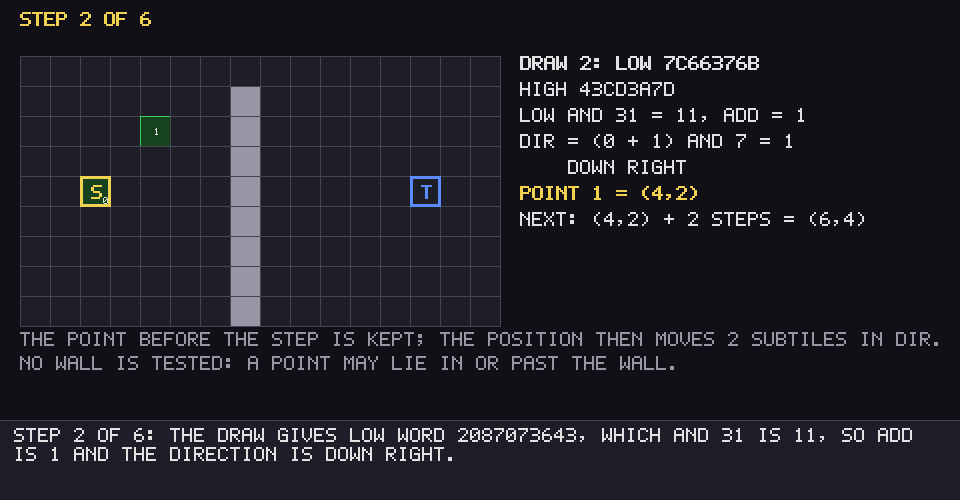 STEP 2 OF 6
DRAW 2: LOW 7C66376B
HIGH 43CD3A7D
LOW AND 31 = 11, ADD = 1
DIR = (0 + 1) AND 7 = 1
DOWN RIGHT
POINT 1 = (4,2)
NEXT: (4,2) + 2 STEPS = (6,4)
1
S
0
T
THE POINT BEFORE THE STEP IS KEPT; THE POSITION THEN MOVES 2 SUBTILES IN DIR.
NO WALL IS TESTED: A POINT MAY LIE IN OR PAST THE WALL.
STEP 2 OF 6: THE DRAW GIVES LOW WORD 2087073643, WHICH AND 31 IS 11, SO ADD
IS 1 AND THE DIRECTION IS DOWN RIGHT.